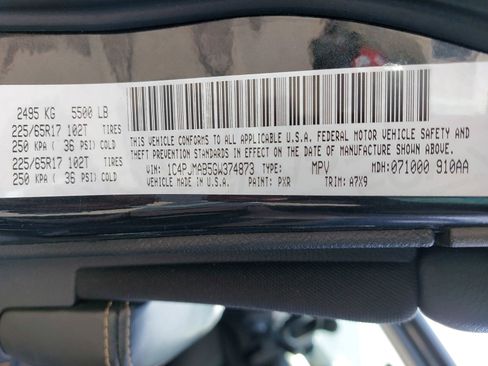 2495 KG 5500 LB
225/65R17 102T TIRES
250 KPA ( 36 PSI) COLD
225/65R17 102T TIRES
250 KPA ( 36 PSI) COLD
THIS VEHICLE CONFORMS TO ALL APPLICABLE U.S.A. FEDERAL MOTOR VEHICLE SAFETY AND
THEFT PREVENTION STANDARDS IN EFFECT ON THE DATE OF MANUFACTURE SHOWN ABOVE.
VIN: 1C4PJMAB5GW374873 TYPE: MPV MDH: 071000 910AA
MADE IN U.S.A. PAINT: PXR TRIM: A7X9